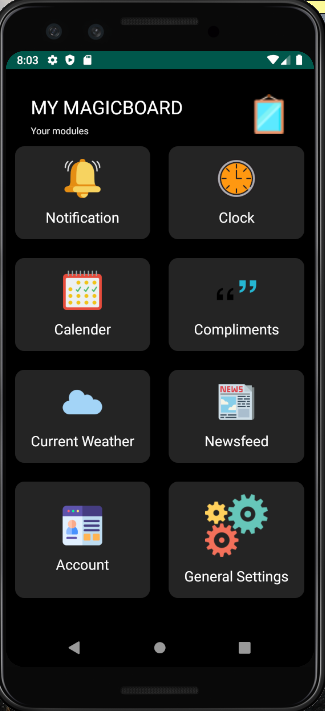 8:03
MY MAGICBOARD
Your modules
Notification
Clock
Calender
Compliments
Current Weather
NEWS
Newsfeed
Account
General Settings